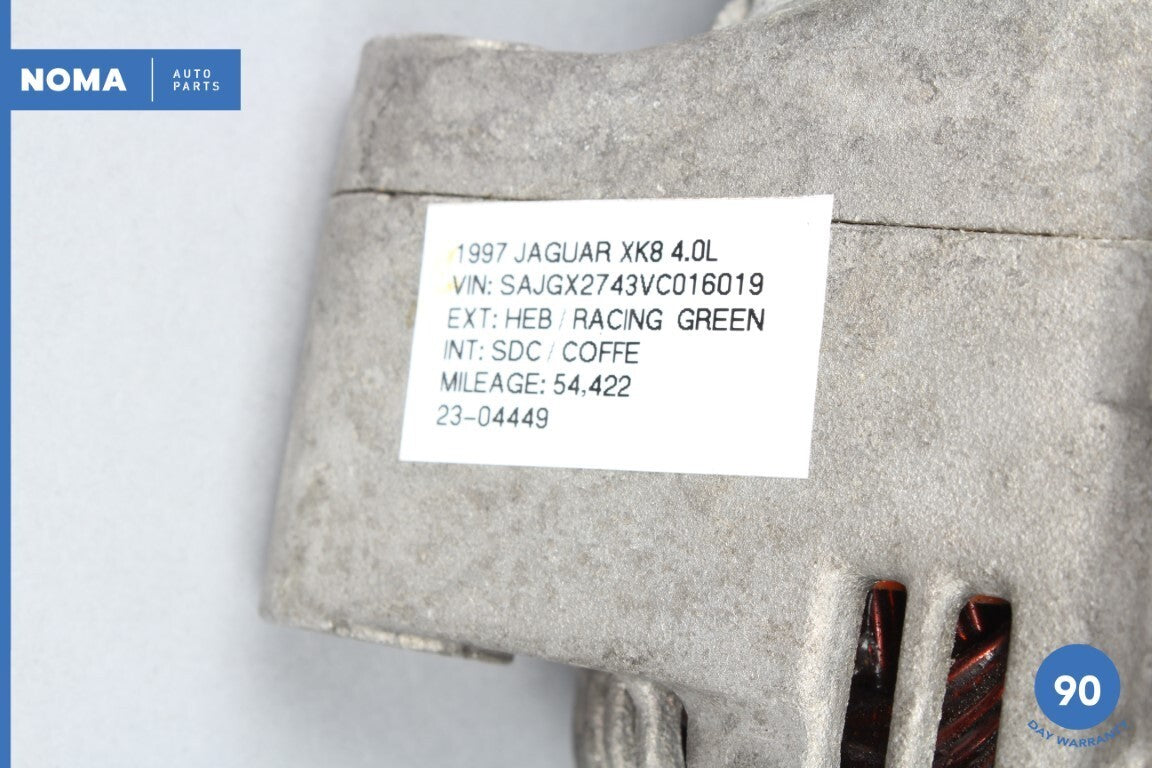 NOMA AUTO PARTS
1997 JAGUAR XK8 4.0L
VIN: SAJGX2743VC016019
EXT: HEB / RACING GREEN
INT: SDC / COFFE
MILEAGE: 54,422
23-04449
90
DAY WARRANTY